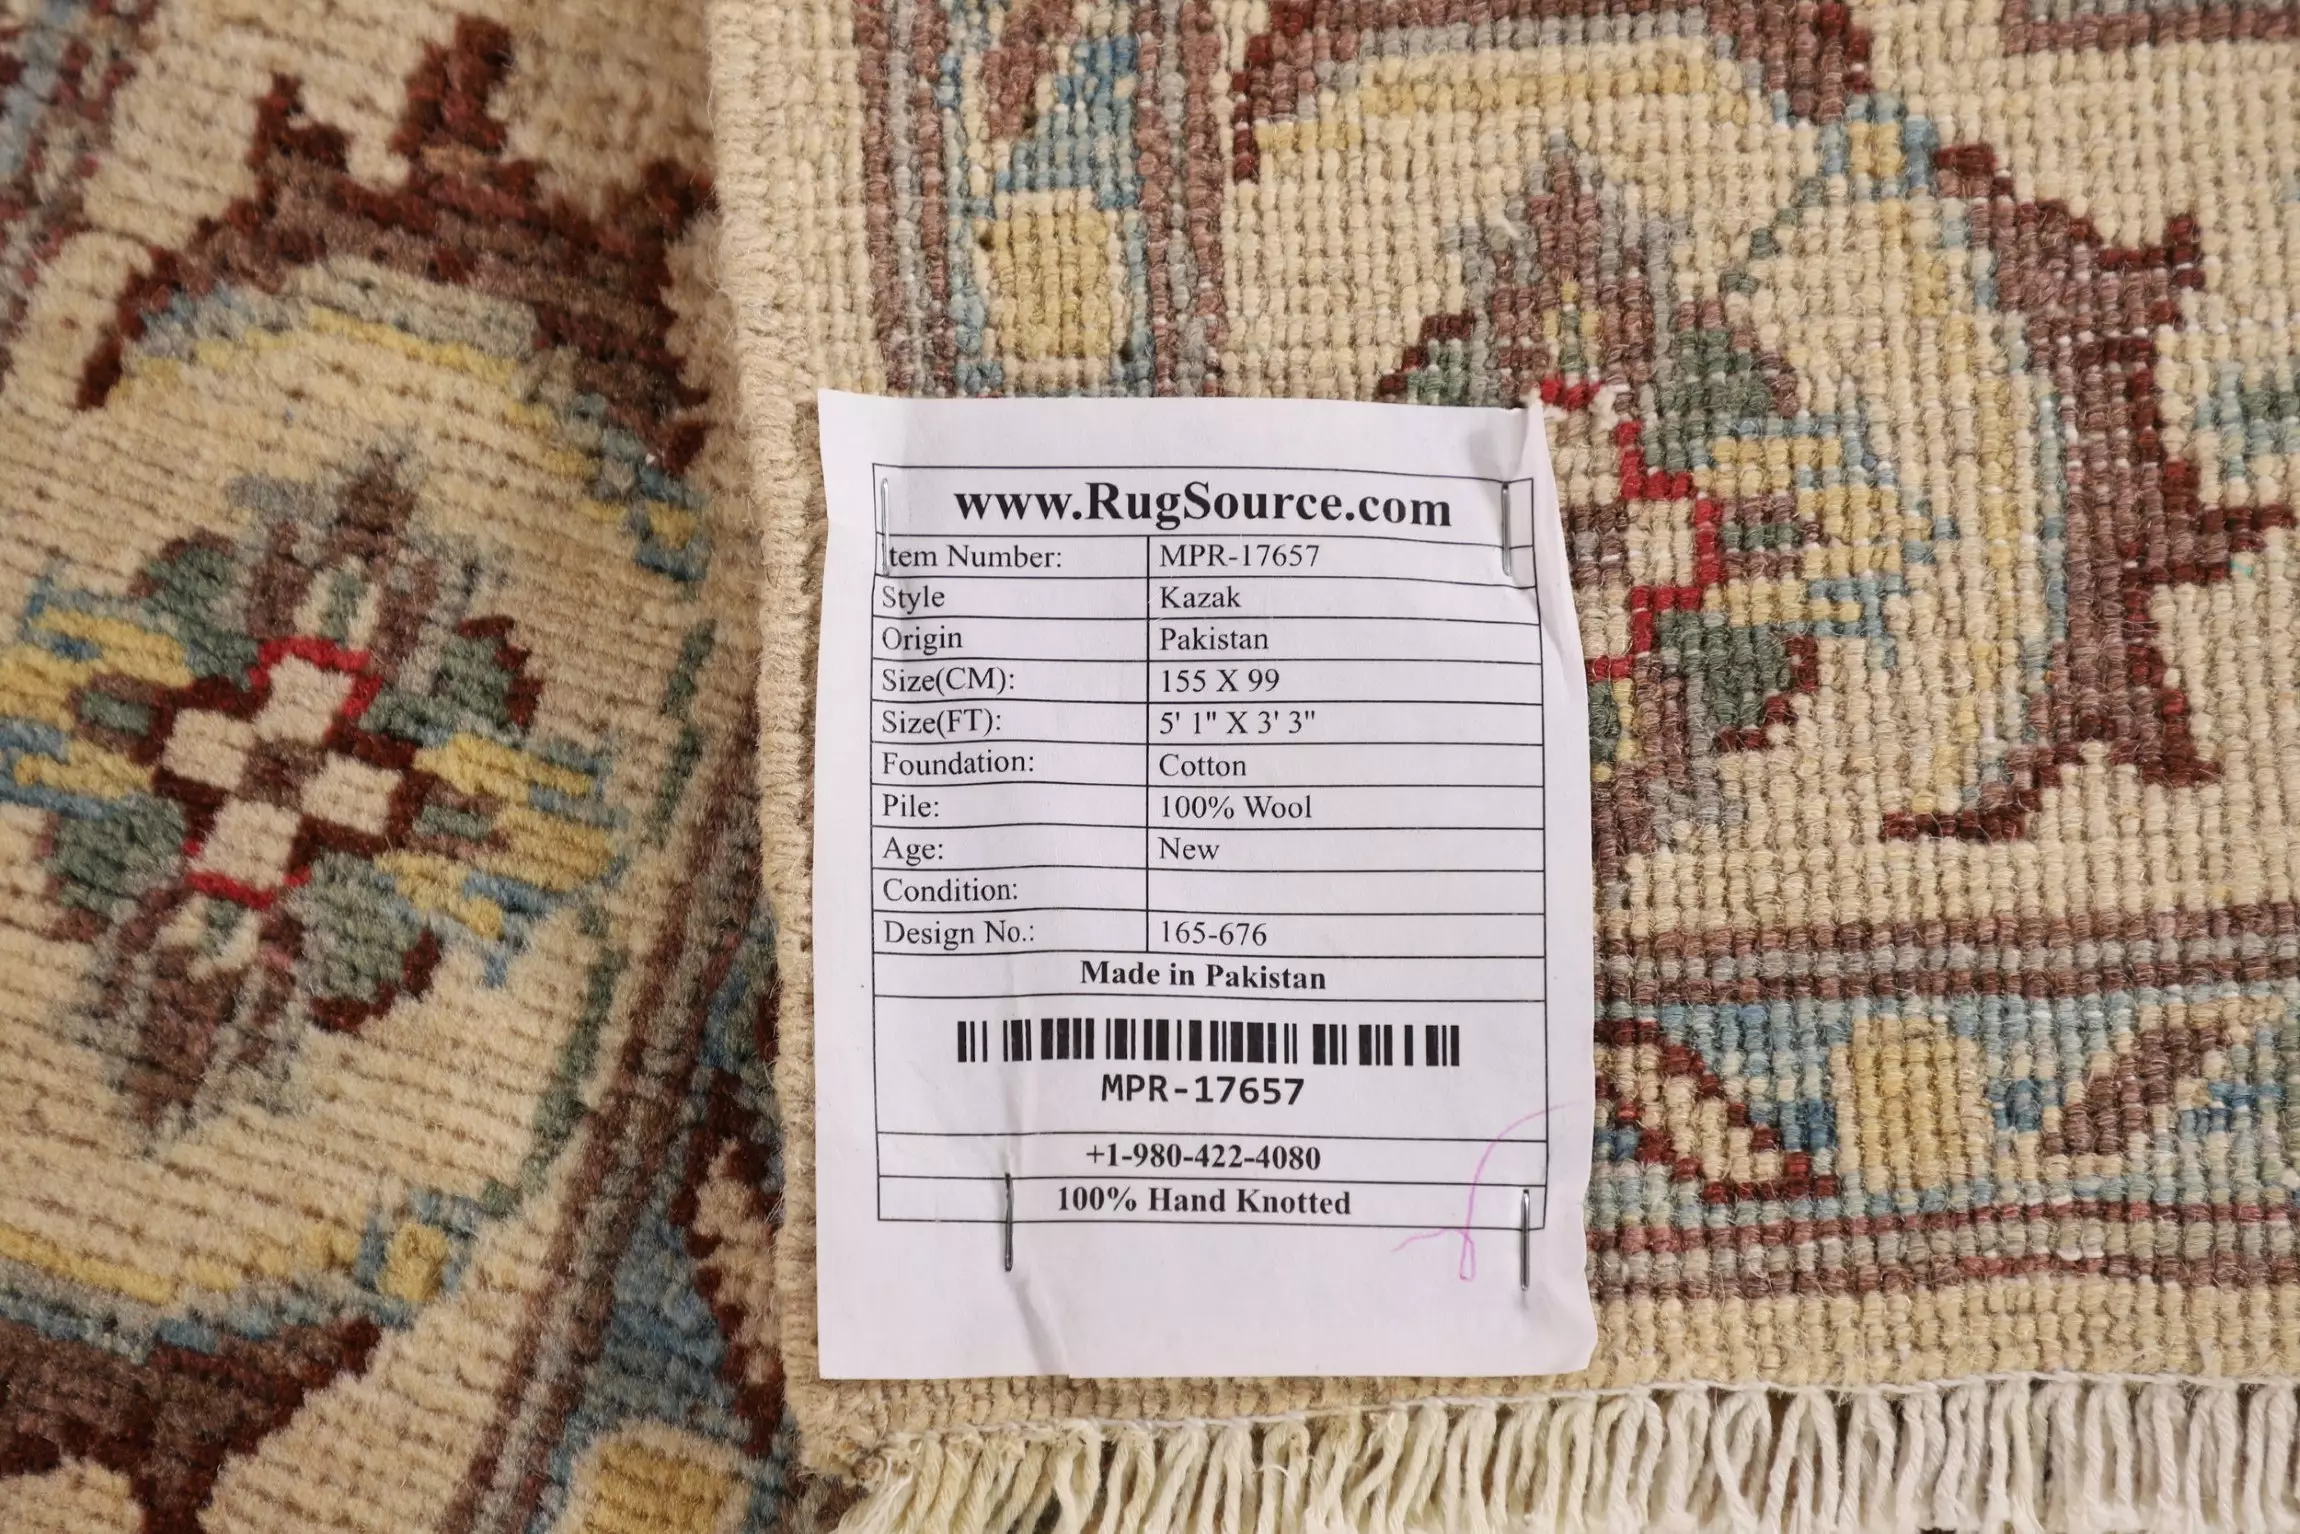 www.RugSource.com
Item Number: MPR-17657
Style Kazak
Origin Pakistan
Size(CM): 155 X 99
Size(FT): 5' 1" X 3' 3"
Foundation: Cotton
Pile: 100% Wool
Age: New
Condition:
Design No.: 165-676
Made in Pakistan
MPR-17657
+1-980-422-4080
100% Hand Knotted